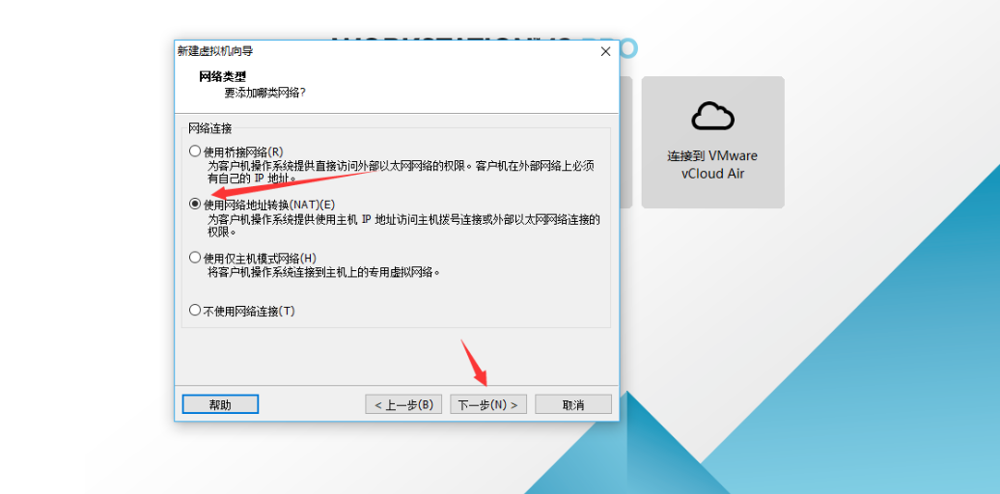 新建虚拟机向导
网络类型
要添加哪类网络?
网络连接
使用桥接网络(R)
为客户机操作系统提供直接访问外部以太网网络的权限。客户机在外部网络上必须
有自己的 IP 地址。
使用网络地址转换(NAT)(E)
为客户机操作系统提供使用主机 IP 地址访问主机拨号连接或外部以太网网络连接的
权限。
使用仅主机模式网络(H)
将客户机操作系统连接到主机上的专用虚拟网络。
不使用网络连接(T)
帮助
< 上一步(B)
下一步(N) >
取消
连接到 VMware
vCloud Air